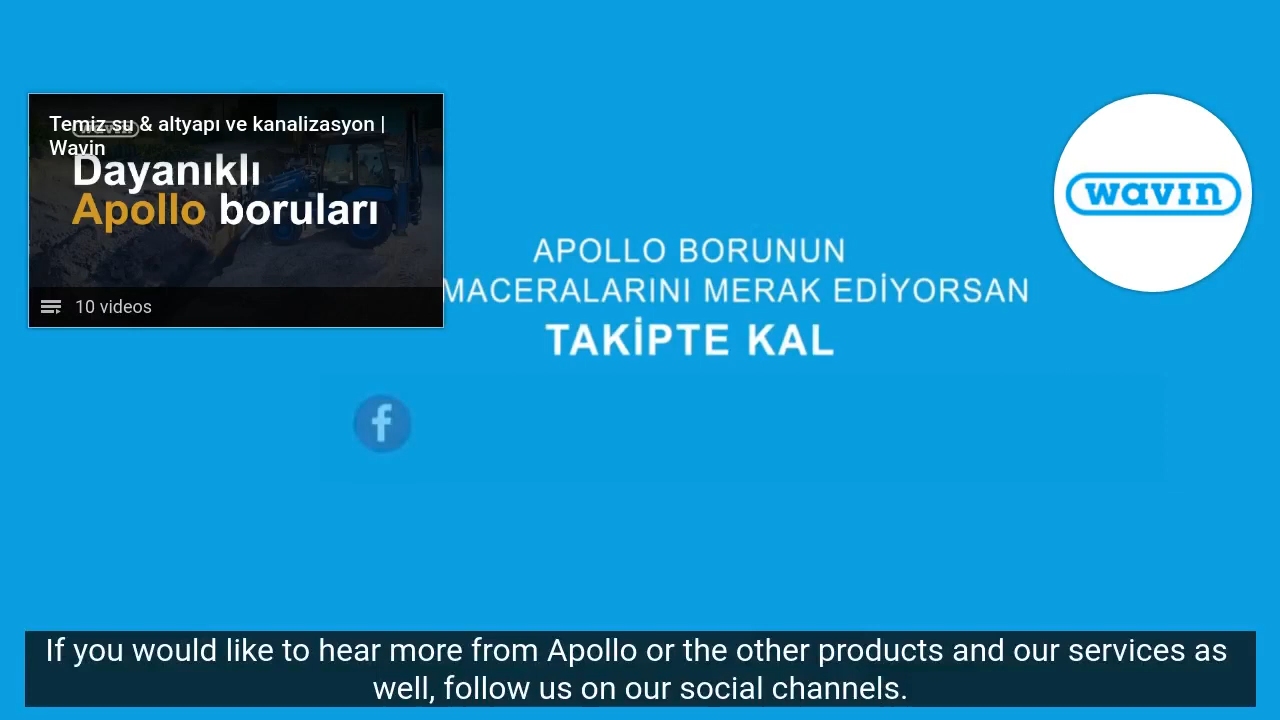 Temiz su & altyapı ve kanalizasyon |
Wavin
wavin
Dayanıklı
Apollo boruları
10 videos
wavin
APOLLO BORUNUN
MACERALARINI MERAK EDİYORSAN
TAKİPTE KAL
f
If you would like to hear more from Apollo or the other products and our services as
well, follow us on our social channels.